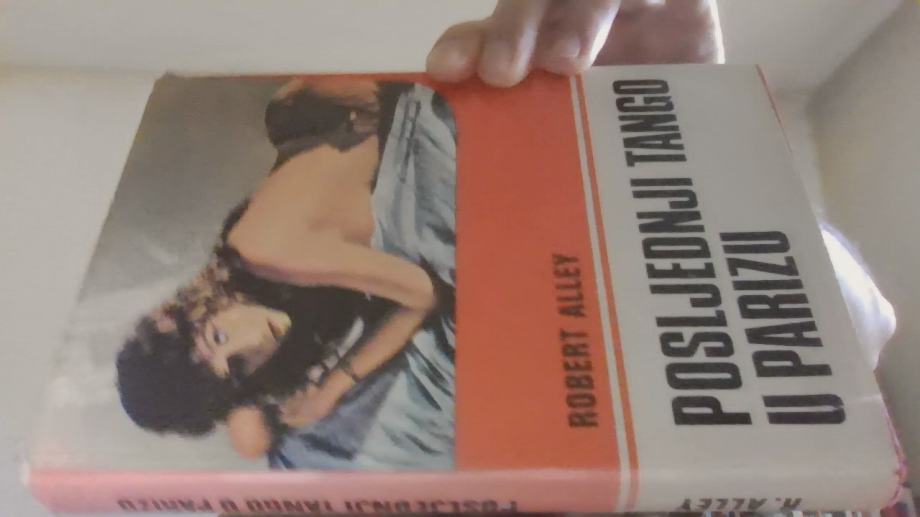 POSLJEDNJI TANGO
U PARIZU
ROBERT ALLEY
R. ALLEY
POSLJEDNJI TANGO U PARIZU